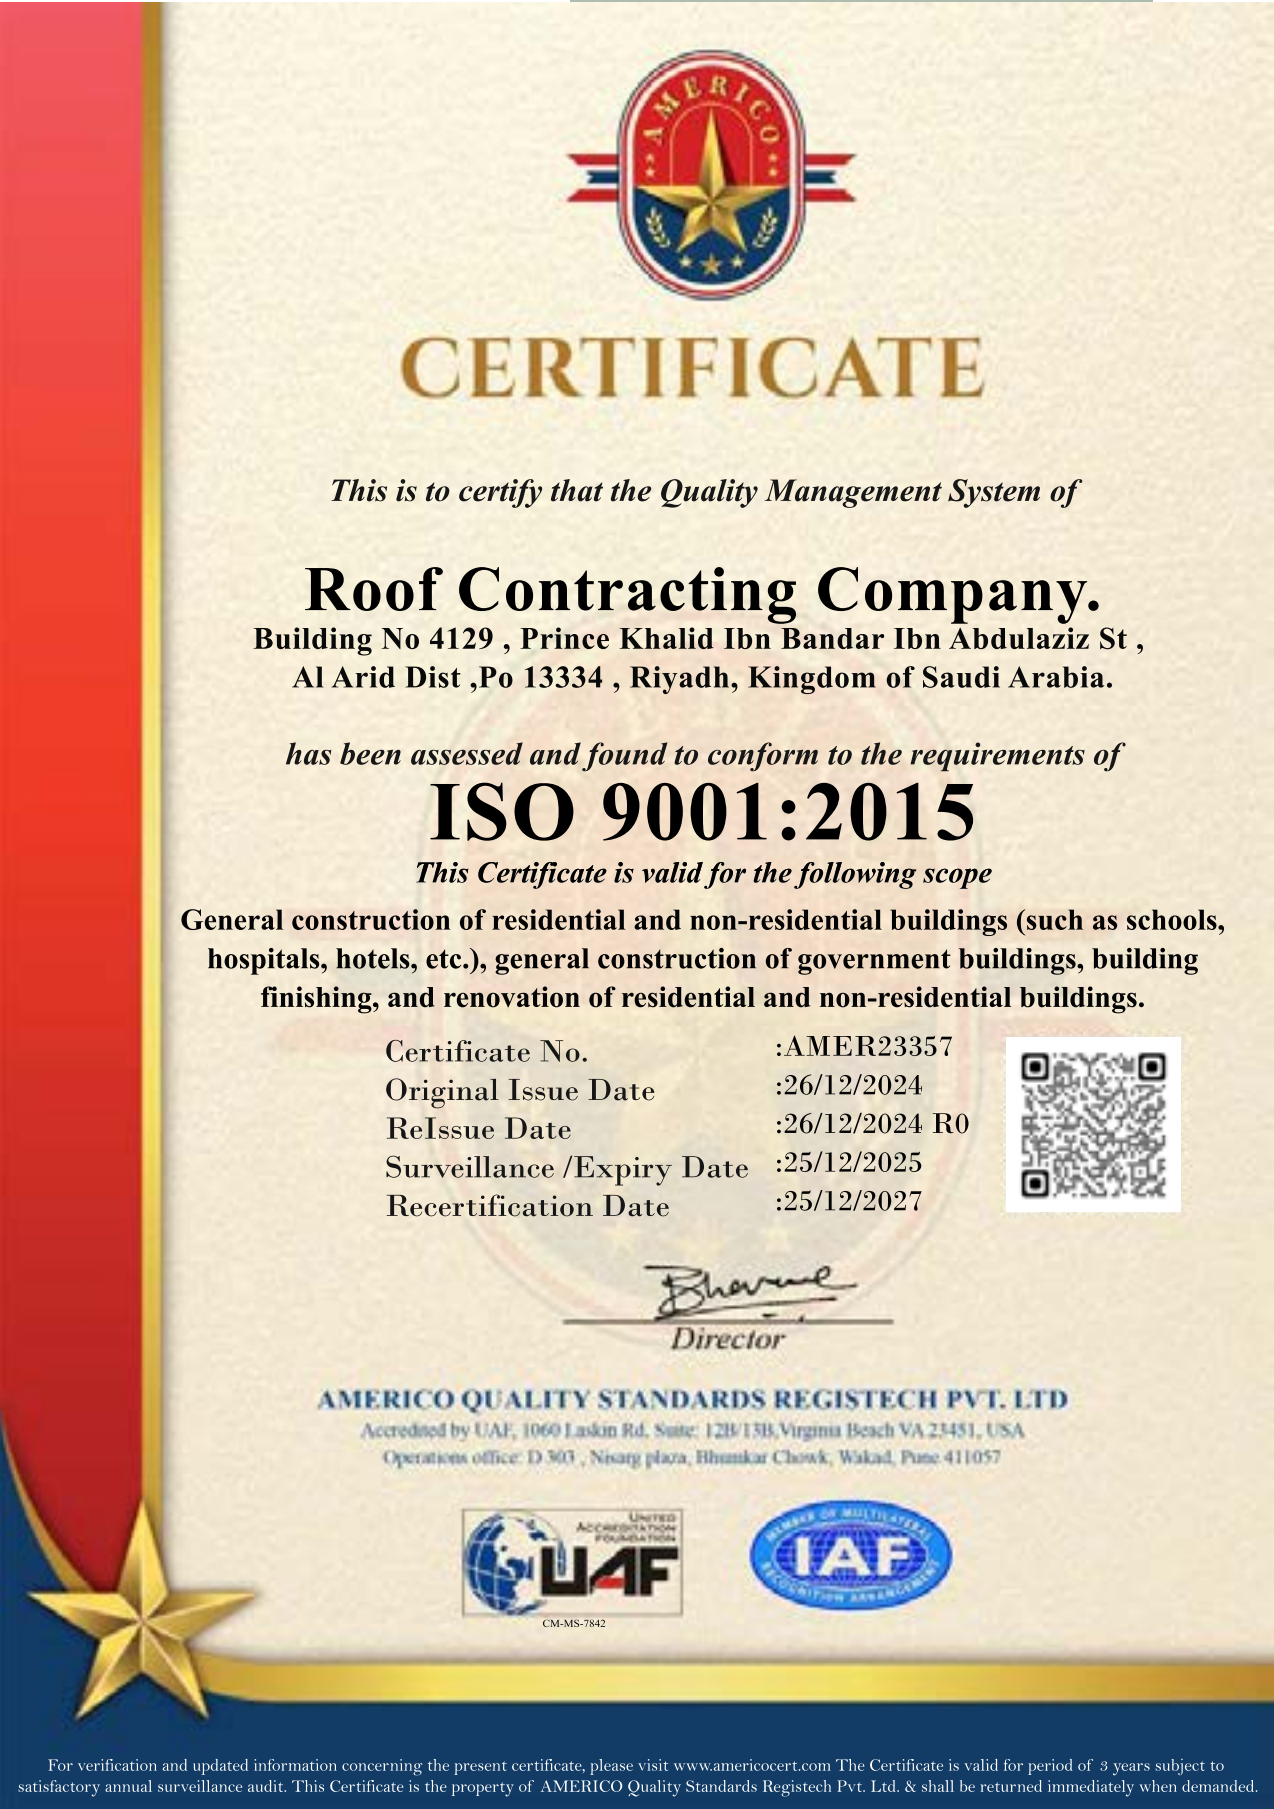 AMERICO
CERTIFICATE
This is to certify that the Quality Management System of
Roof Contracting Company.
Building No 4129 , Prince Khalid Ibn Bandar Ibn Abdulaziz St ,
Al Arid Dist ,Po 13334 , Riyadh, Kingdom of Saudi Arabia.
has been assessed and found to conform to the requirements of
ISO 9001:2015
This Certificate is valid for the following scope
General construction of residential and non-residential buildings (such as schools,
hospitals, hotels, etc.), general construction of government buildings, building
finishing, and renovation of residential and non-residential buildings.
Certificate No. :AMER23357
Original Issue Date :26/12/2024
ReIssue Date :26/12/2024 R0
Surveillance /Expiry Date :25/12/2025
Recertification Date :25/12/2027
Director
AMERICO QUALITY STANDARDS REGISTECH PVT. LTD
Accredited by UAF, 1060 Laskin Rd, Suite: 12B/13B,Virginia Beach VA 23451, USA
Operations office: D 303 , Nisarg plaza, Bhumkar Chowk, Wakad, Pune 411057
UNITED
ACCREDITATION
FOUNDATION
UAF
CM-MS-7842
MEMBER OF MULTILATERAL
IAF
RECOGNITION ARRANGEMENT
For verification and updated information concerning the present certificate, please visit www.americocert.com The Certificate is valid for period of 3 years subject to
satisfactory annual surveillance audit. This Certificate is the property of AMERICO Quality Standards Registech Pvt. Ltd. & shall be returned immediately when demanded.